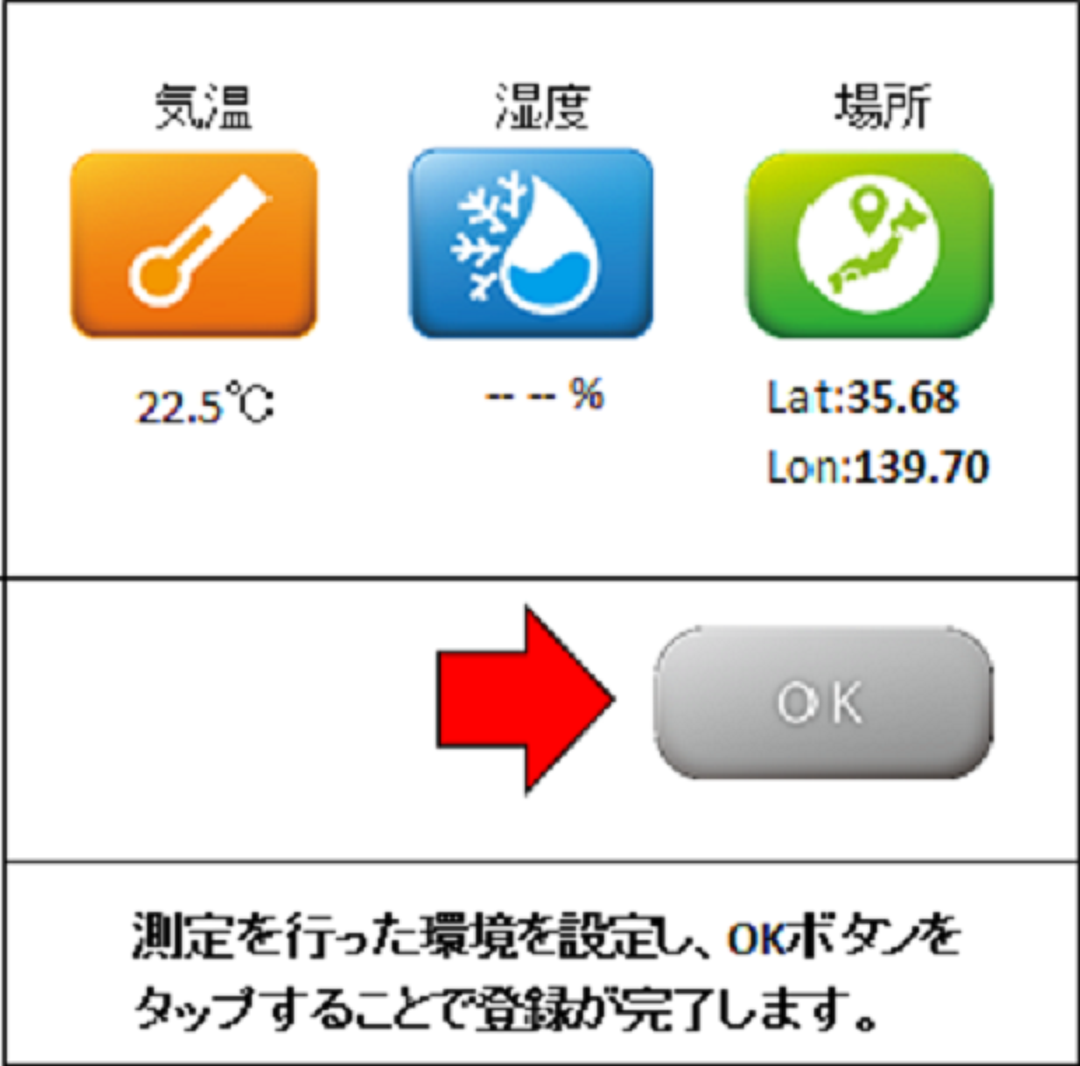 気温 湿度 場所
22.5℃ -- -- % Lat:35.68
Lon:139.70
OK
測定を行った環境を設定し、OKボタンを
タップすることで登録が完了します。